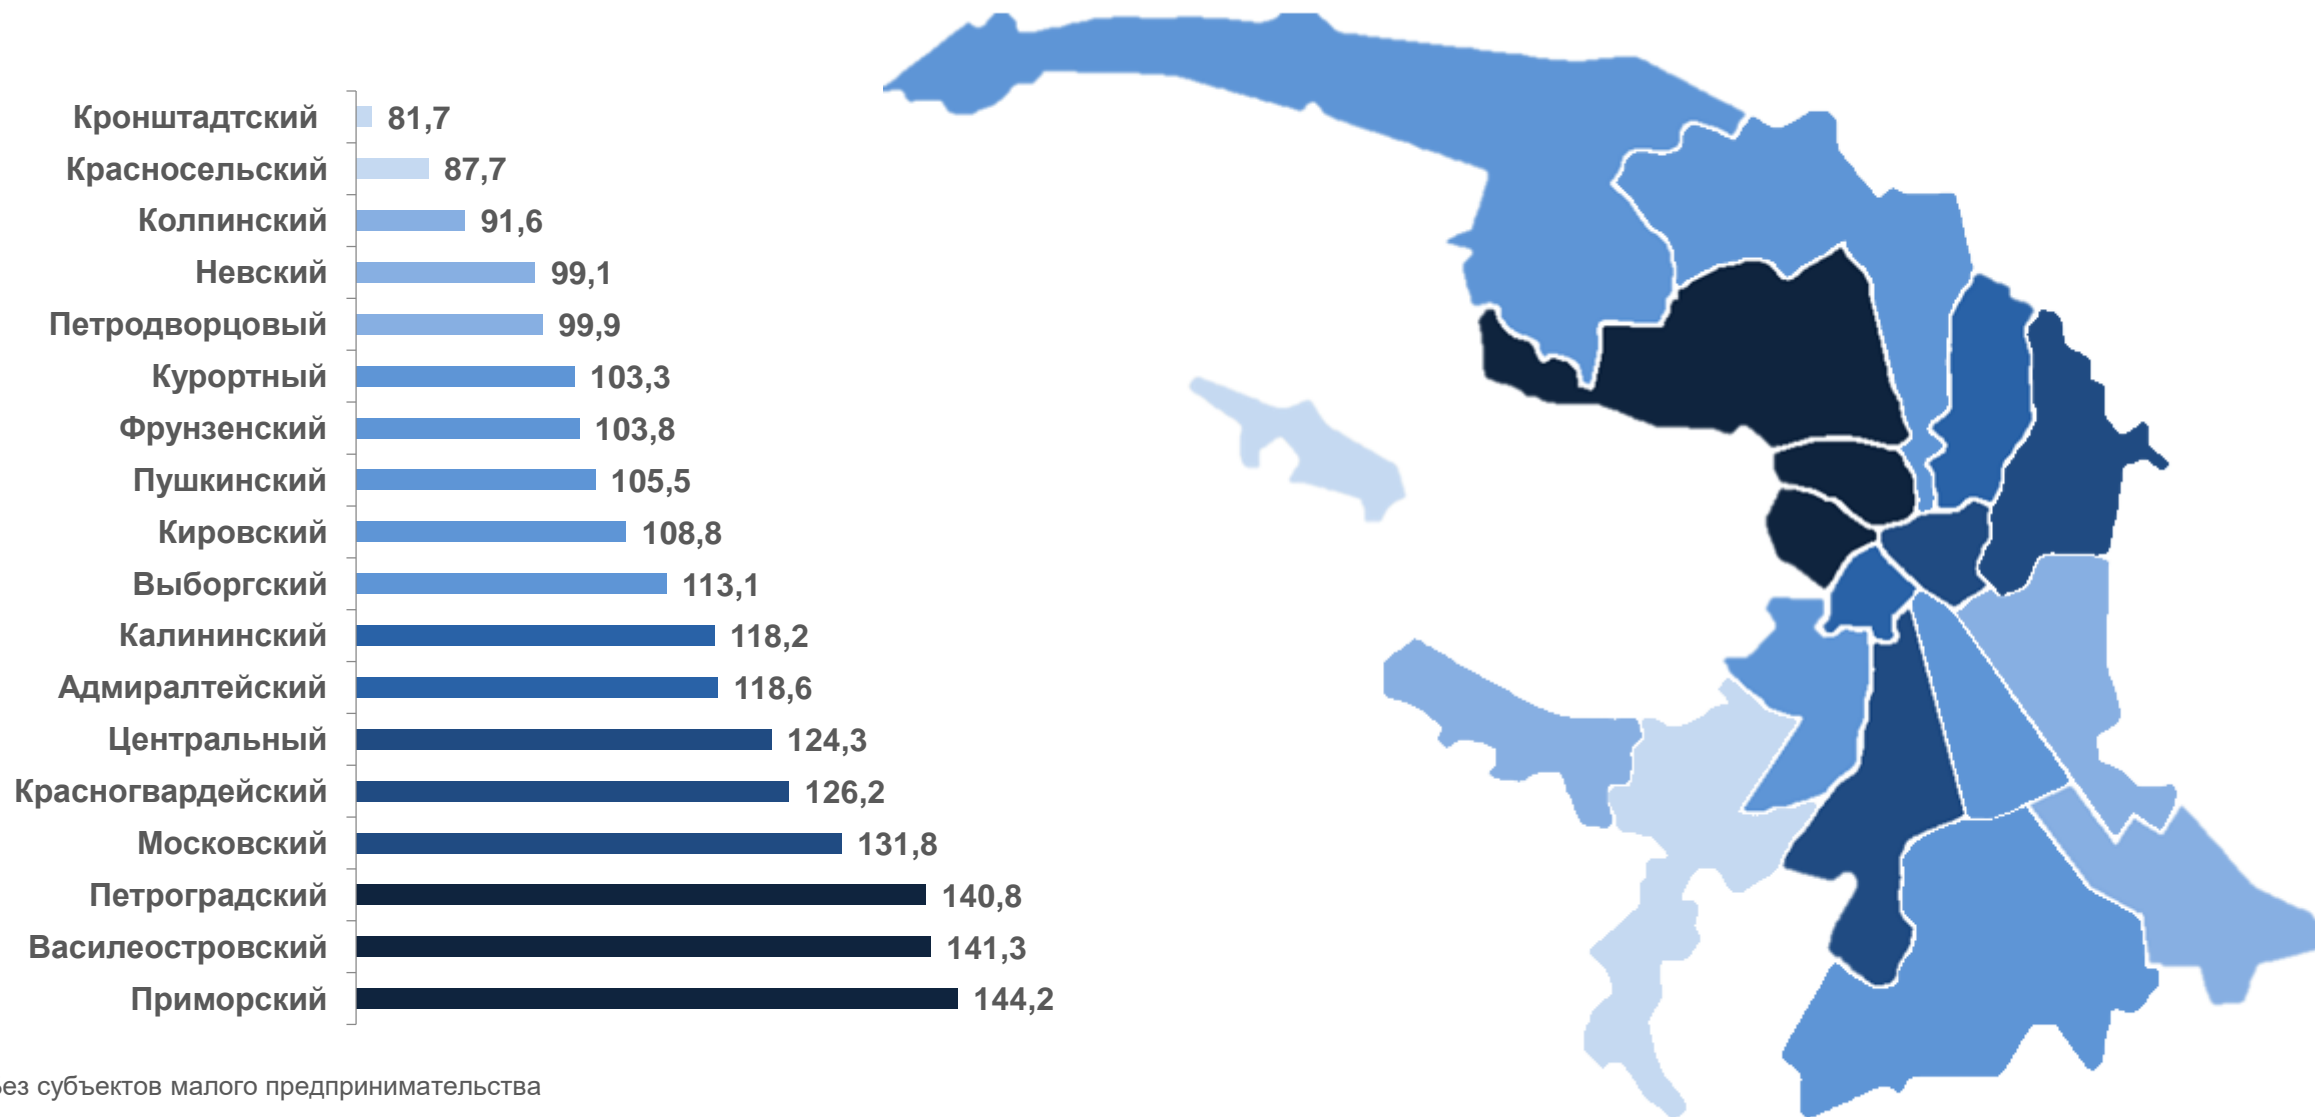 Кронштадтский 81,7
Красносельский 87,7
Колпинский 91,6
Невский 99,1
Петродворцовый 99,9
Курортный 103,3
Фрунзенский 103,8
Пушкинский 105,5
Кировский 108,8
Выборгский 113,1
Калининский 118,2
Адмиралтейский 118,6
Центральный 124,3
Красногвардейский 126,2
Московский 131,8
Петроградский 140,8
Василеостровский 141,3
Приморский 144,2
без субъектов малого предпринимательства